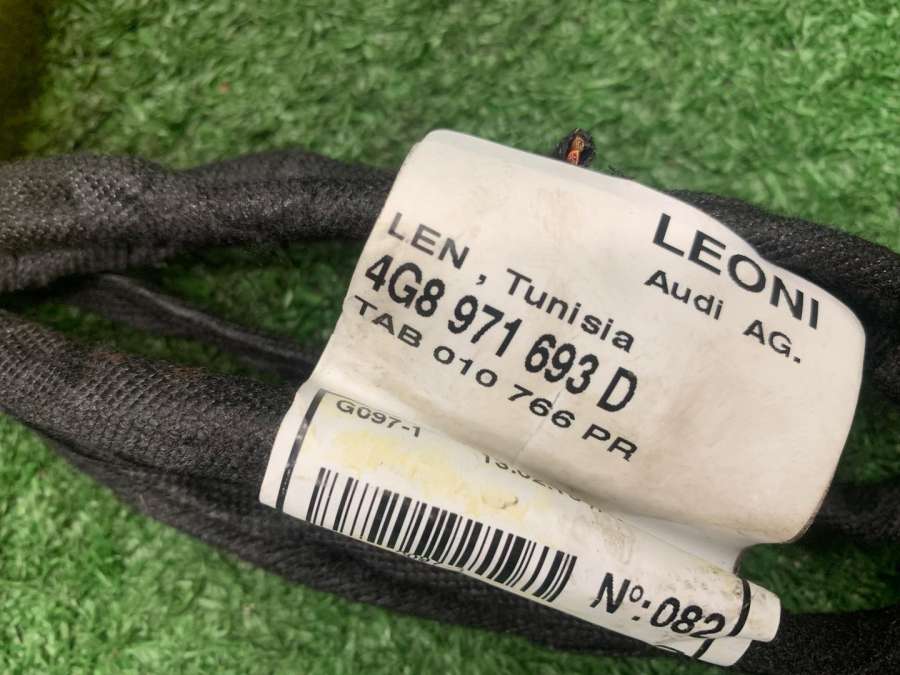 LEONI
Audi AG.
LEN , Tunisia
4G8 971 693 D
TAB 010 766 PR
G097-1
Nº:082